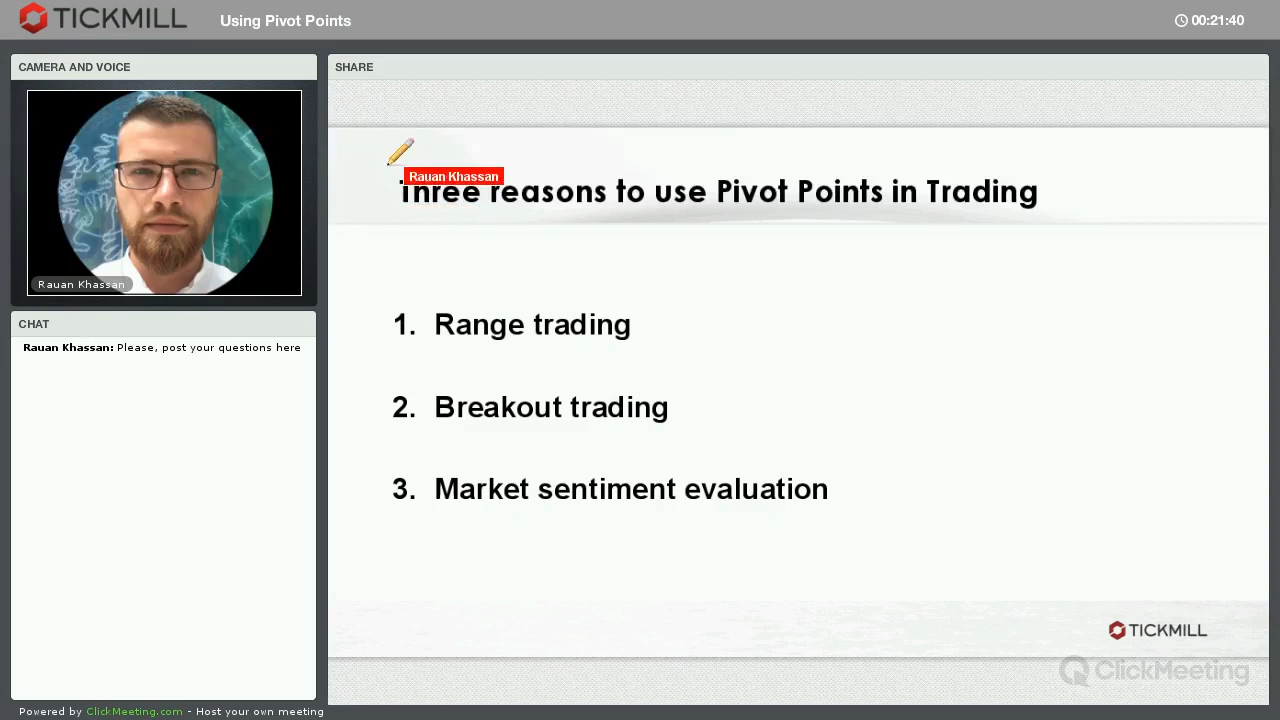 TICKMILL
Using Pivot Points
00:21:40
CAMERA AND VOICE
Rauan Khassan
CHAT
Rauan Khassan: Please, post your questions here
SHARE
Rauan Khassan
Three reasons to use Pivot Points in Trading
1. Range trading
2. Breakout trading
3. Market sentiment evaluation
TICKMILL
ClickMeeting
Powered by ClickMeeting.com - Host your own meeting